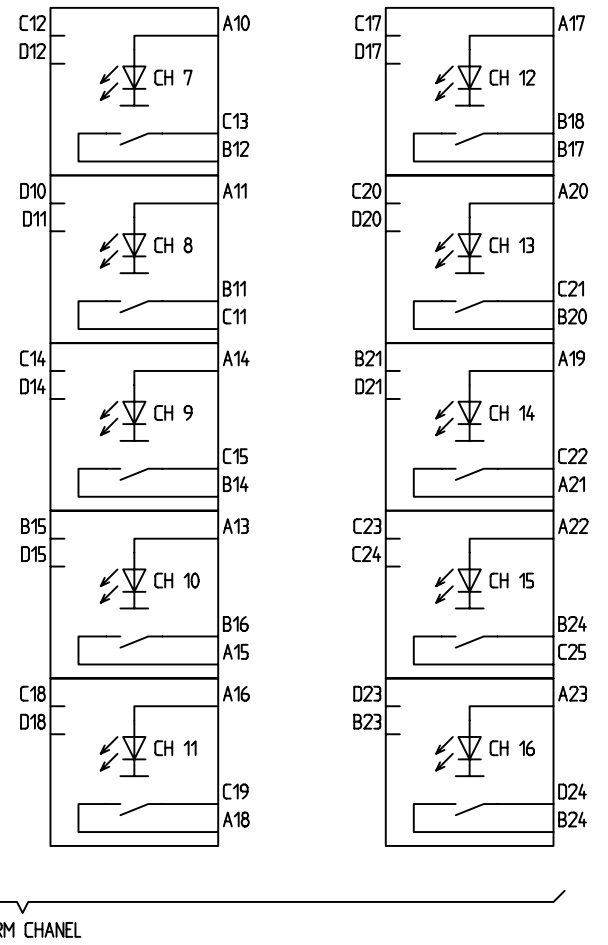 C12 A10
D12
CH 7
C13
B12
D10 A11
D11
CH 8
B11
C11
C14 A14
D14
CH 9
C15
B14
B15 A13
D15
CH 10
B16
A15
C18 A16
D18
CH 11
C19
A18
C17 A17
D17
CH 12
B18
B17
C20 A20
D20
CH 13
C21
B20
B21 A19
D21
CH 14
C22
A21
C23 A22
C24
CH 15
B24
C25
D23 A23
B23
CH 16
D24
B24
RM CHANEL